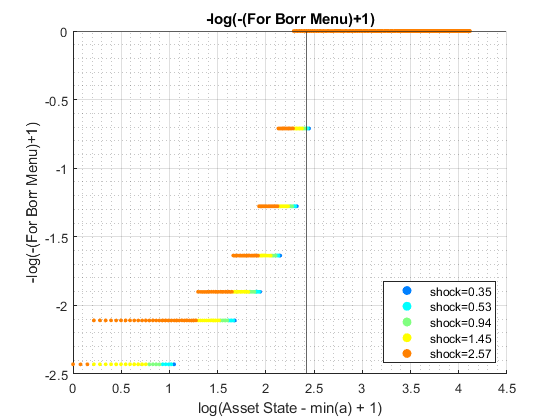 -log(-(For Borr Menu)+1)
0
-0.5
-1
-1.5
-2
-2.5
-log(-(For Borr Menu)+1)
shock=0.35
shock=0.53
shock=0.94
shock=1.45
shock=2.57
0 0.5 1 1.5 2 2.5 3 3.5 4 4.5
log(Asset State - min(a) + 1)